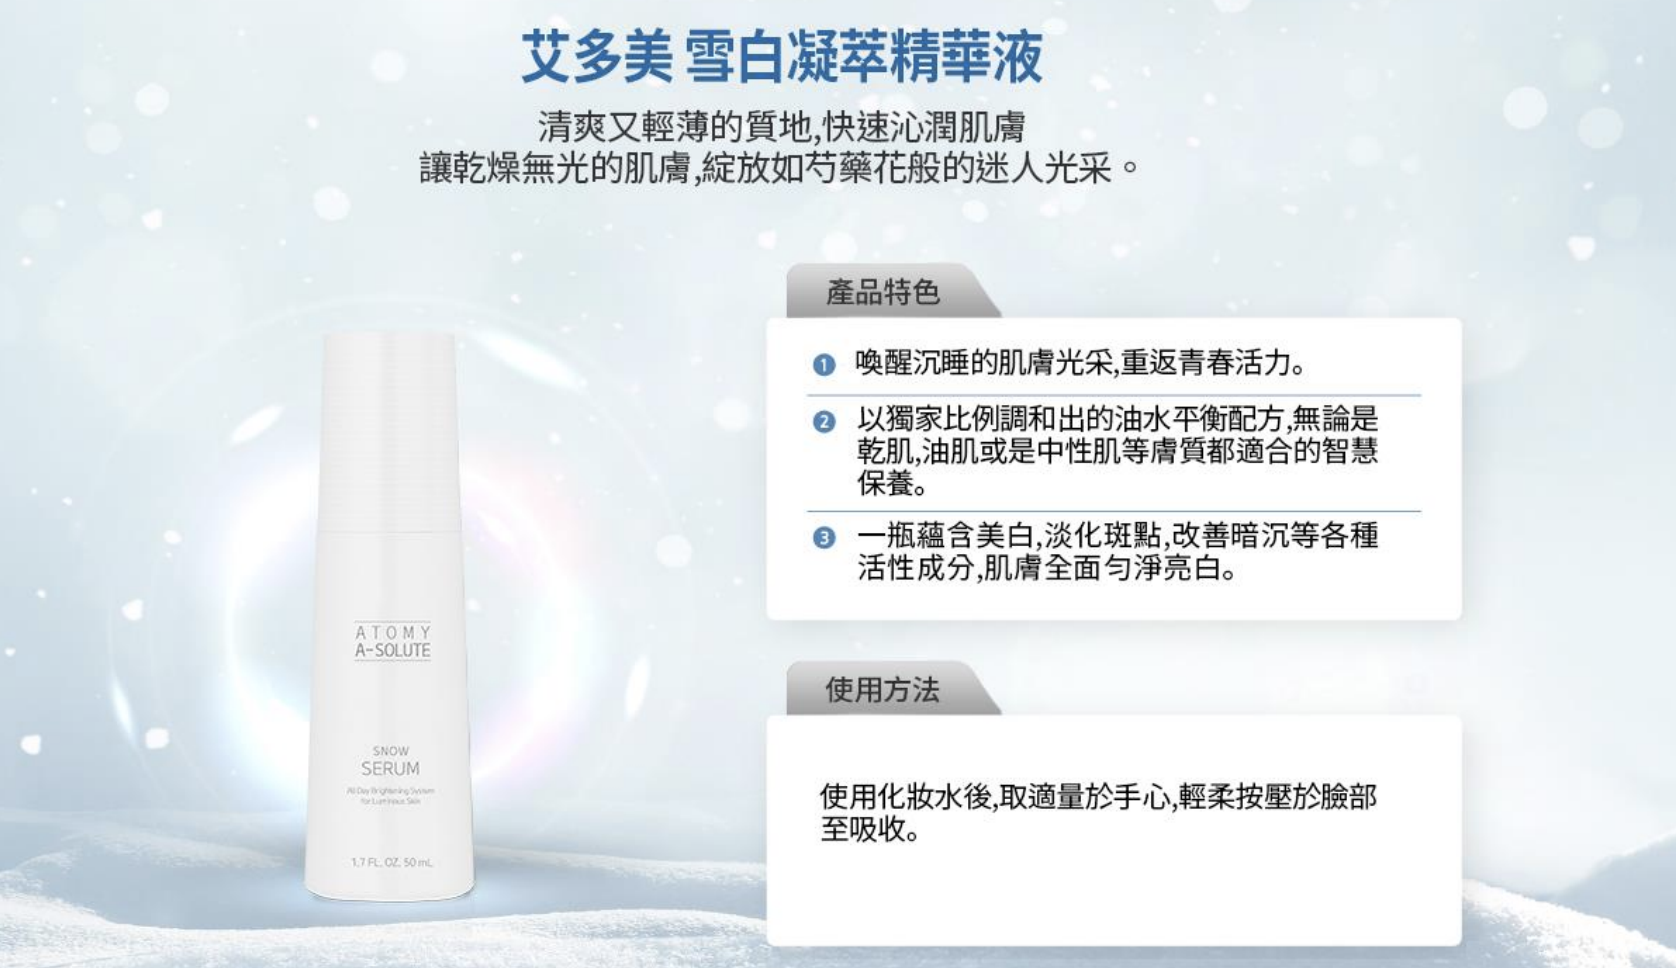 艾多美 雪白凝萃精華液
清爽又輕薄的質地,快速沁潤肌膚
讓乾燥無光的肌膚,綻放如芍藥花般的迷人光采。
產品特色
1 喚醒沉睡的肌膚光采,重返青春活力。
2 以獨家比例調和出的油水平衡配方,無論是
乾肌,油肌或是中性肌等膚質都適合的智慧
保養。
3 一瓶蘊含美白,淡化斑點,改善暗沉等各種
活性成分,肌膚全面勻淨亮白。
ATOMY
A-SOLUTE
SNOW
SERUM
All Day Brightening System
for Luminous Skin
1.7 FL. OZ. 50 mL
使用方法
使用化妝水後,取適量於手心,輕柔按壓於臉部
至吸收。